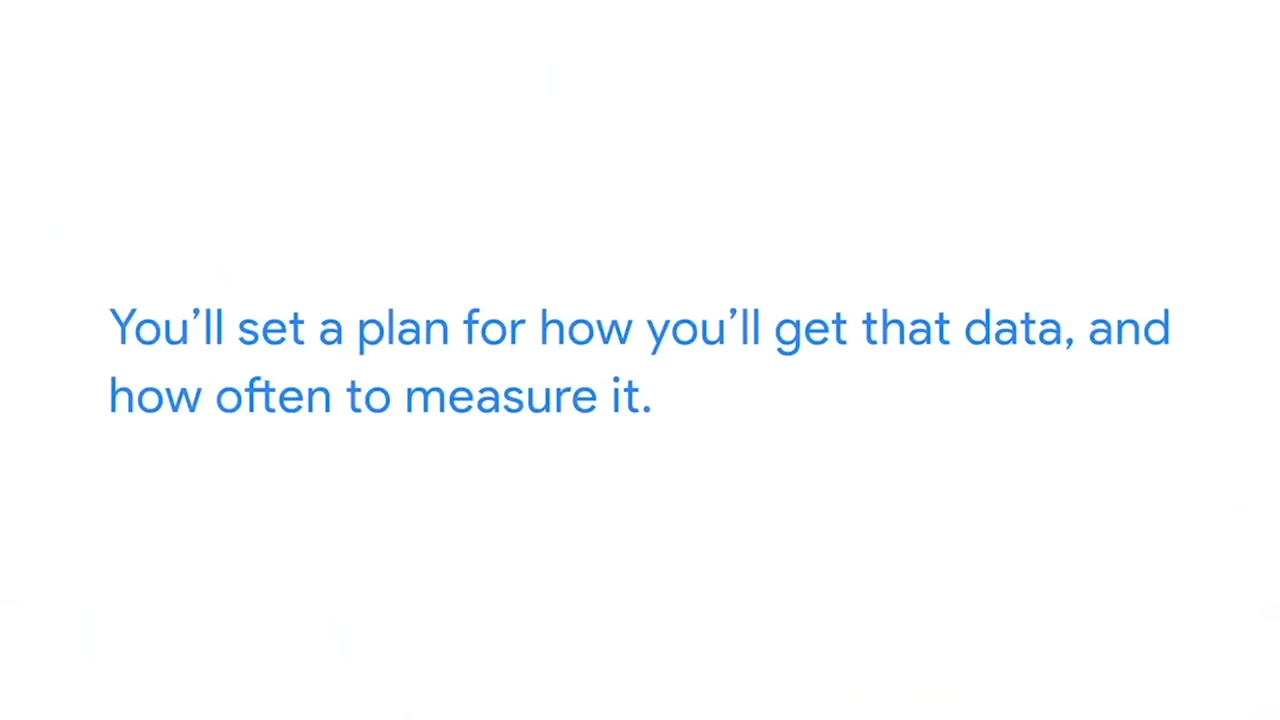 You’ll set a plan for how you’ll get that data, and
how often to measure it.